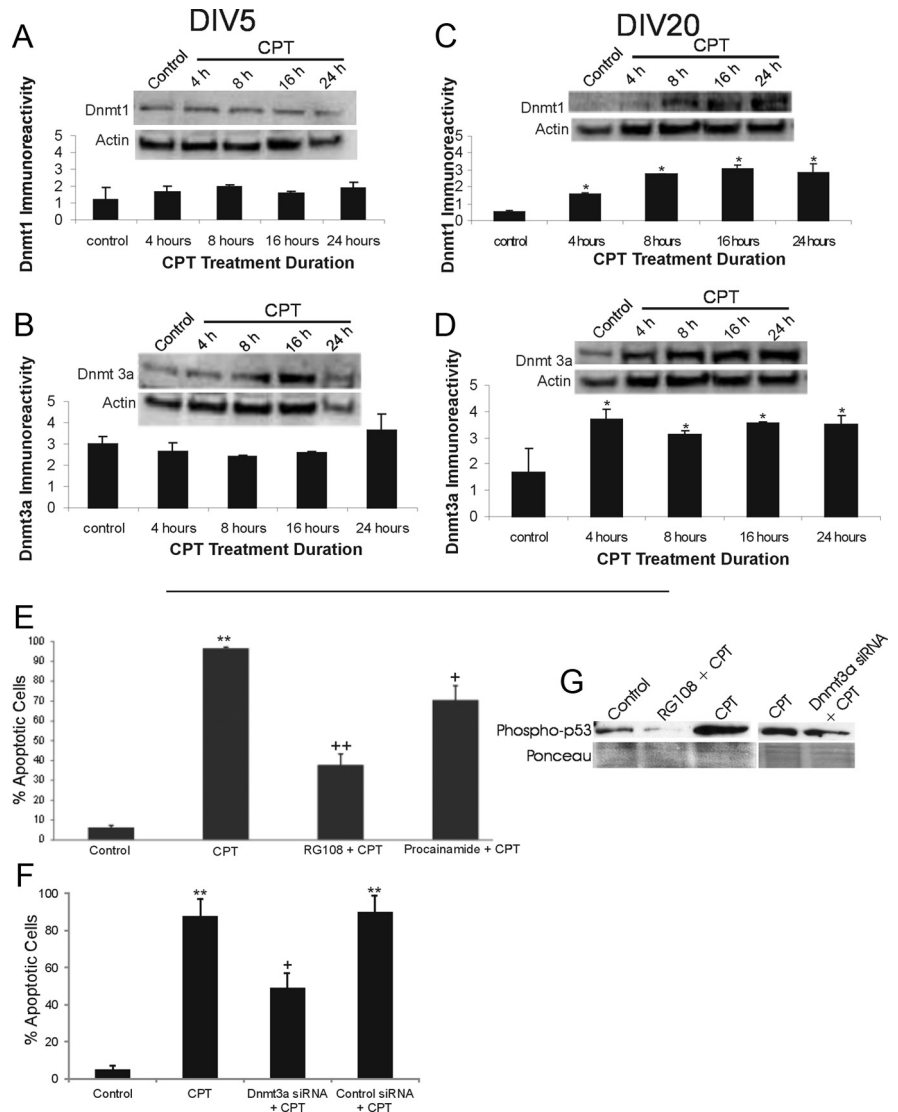 DIV5
DIV20
A
CPT
Control 4 h 8 h 16 h 24 h
Dnmt1
Actin
Dnmt1 Immunoreactivity
5
4
3
2
1
0
control 4 hours 8 hours 16 hours 24 hours
CPT Treatment Duration
C
CPT
Control 4 h 8 h 16 h 24 h
Dnmt1
Actin
Dnmt1 Immunoreactivity
5
4
3
2
1
0
* * * *
control 4 hours 8 hours 16 hours 24 hours
CPT Treatment Duration
B
CPT
Control 4 h 8 h 16 h 24 h
Dnmt 3a
Actin
Dnmt3a Immunoreactivity
5
4
3
2
1
0
control 4 hours 8 hours 16 hours 24 hours
CPT Treatment Duration
D
CPT
Control 4 h 8 h 16 h 24 h
Dnmt 3a
Actin
Dnmt3a Immunoreactivity
5
4
3
2
1
0
* * * *
control 4 hours 8 hours 16 hours 24 hours
CPT Treatment Duration
E
% Apoptotic Cells
100
90
80
70
60
50
40
30
20
10
0
** ++ +
Control CPT RG108 + CPT Procainamide + CPT
G
Control RG108 + CPT CPT CPT Dnmt3a siRNA
+ CPT
Phospho-p53
Ponceau
F
% Apoptotic Cells
100
80
60
40
20
0
** + **
Control CPT Dnmt3a siRNA Control siRNA
+ CPT + CPT